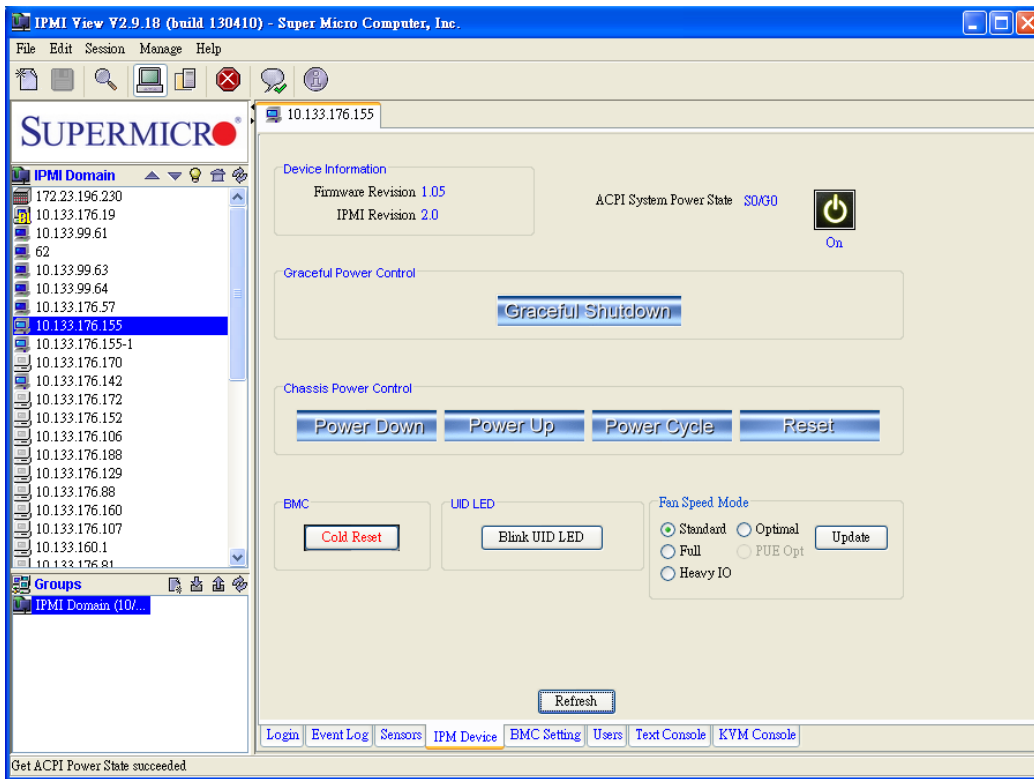 IPMI View V2.9.18 (build 130410) - Super Micro Computer, Inc.
File Edit Session Manage Help
SUPERMICRO
10.133.176.155
IPMI Domain
172.23.196.230
10.133.176.19
10.133.99.61
62
10.133.99.63
10.133.99.64
10.133.176.57
10.133.176.155
10.133.176.155-1
10.133.176.170
10.133.176.142
10.133.176.172
10.133.176.152
10.133.176.106
10.133.176.188
10.133.176.129
10.133.176.88
10.133.176.160
10.133.176.107
10.133.160.1
10.133.176.81
Groups
IPMI Domain (10/...
Device Information
Firmware Revision 1.05
IPMI Revision 2.0
ACPI System Power State S0/G0
On
Graceful Power Control
Graceful Shutdown
Chassis Power Control
Power Down Power Up Power Cycle Reset
BMC
Cold Reset
UID LED
Blink UID LED
Fan Speed Mode
Standard Optimal
Full PUE Opt
Heavy IO
Update
Refresh
Login Event Log Sensors IPM Device BMC Setting Users Text Console KVM Console
Get ACPI Power State succeeded